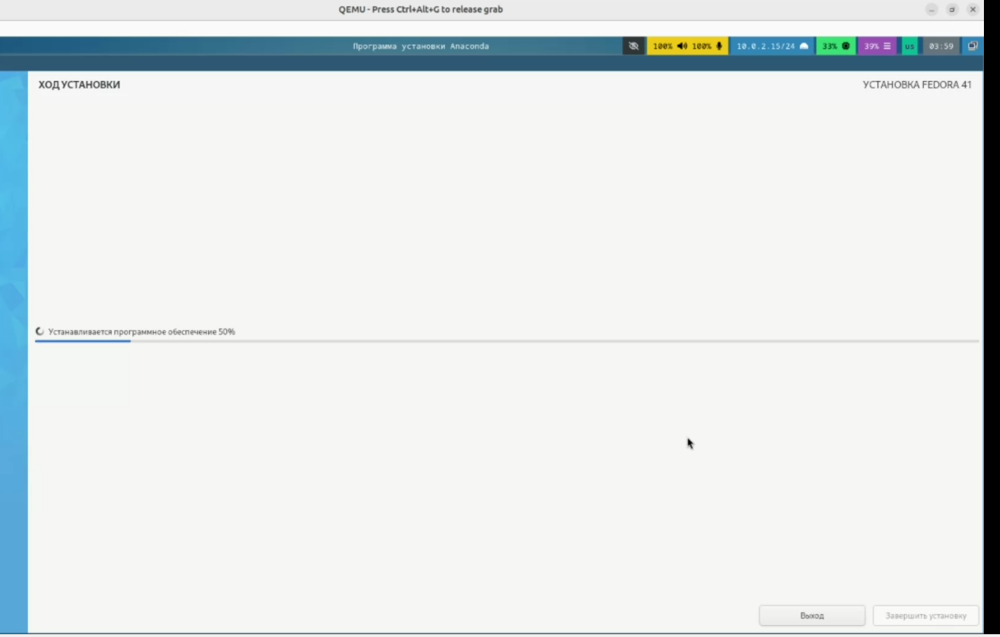 QEMU - Press Ctrl+Alt+G to release grab
Программа установки Anaconda 100% 100% 10.0.2.15/24 33% 39% us 03:59
ХОД УСТАНОВКИ УСТАНОВКА FEDORA 41
Устанавливается программное обеспечение 50%
Выход Завершить установку